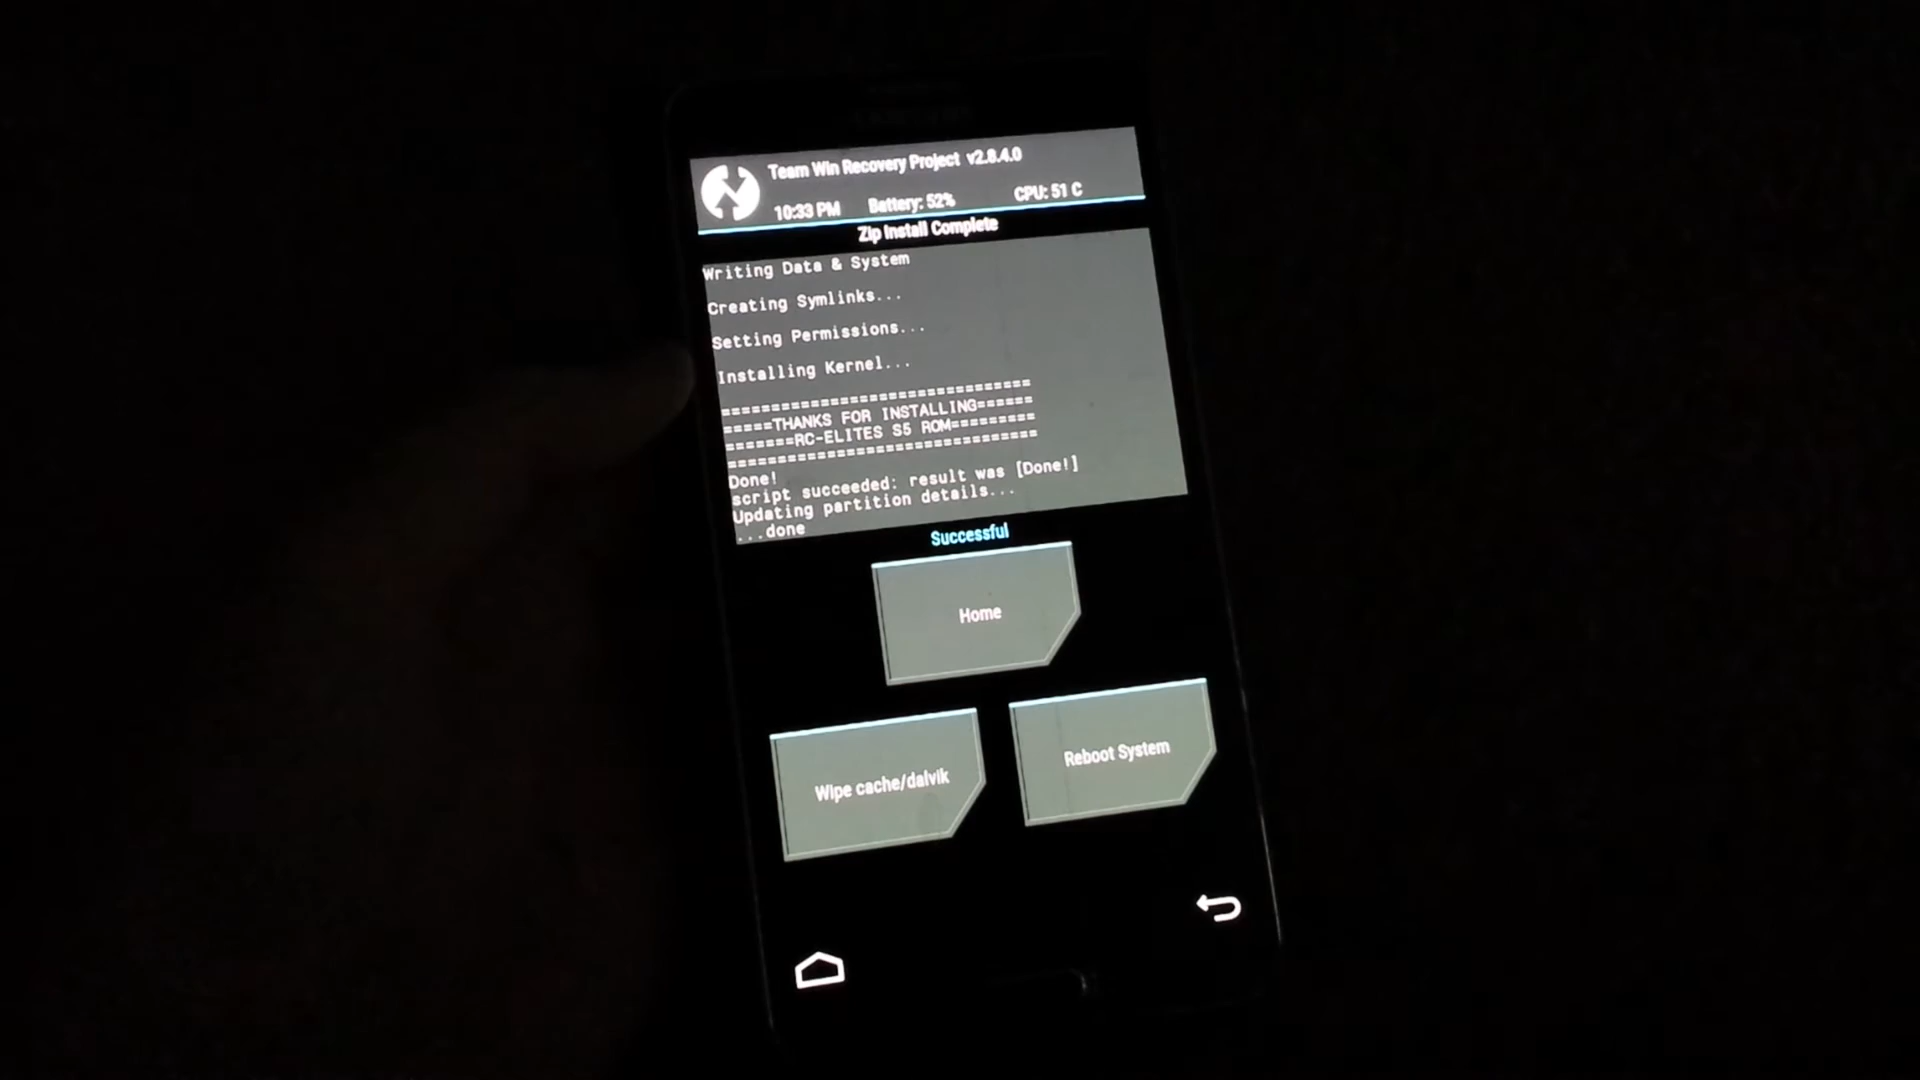 Team Win Recovery Project v2.8.4.0
10:33 PM Battery: 52% CPU: 51 C
Zip Install Complete
Writing Data & System
Creating Symlinks...
Setting Permissions...
Installing Kernel...
===============================
=====THANKS FOR INSTALLING======
=======RC-ELITES S5 ROM=========
===============================
Done!
script succeeded: result was [Done!]
Updating partition details...
...done
Successful
Home
Wipe cache/dalvik
Reboot System